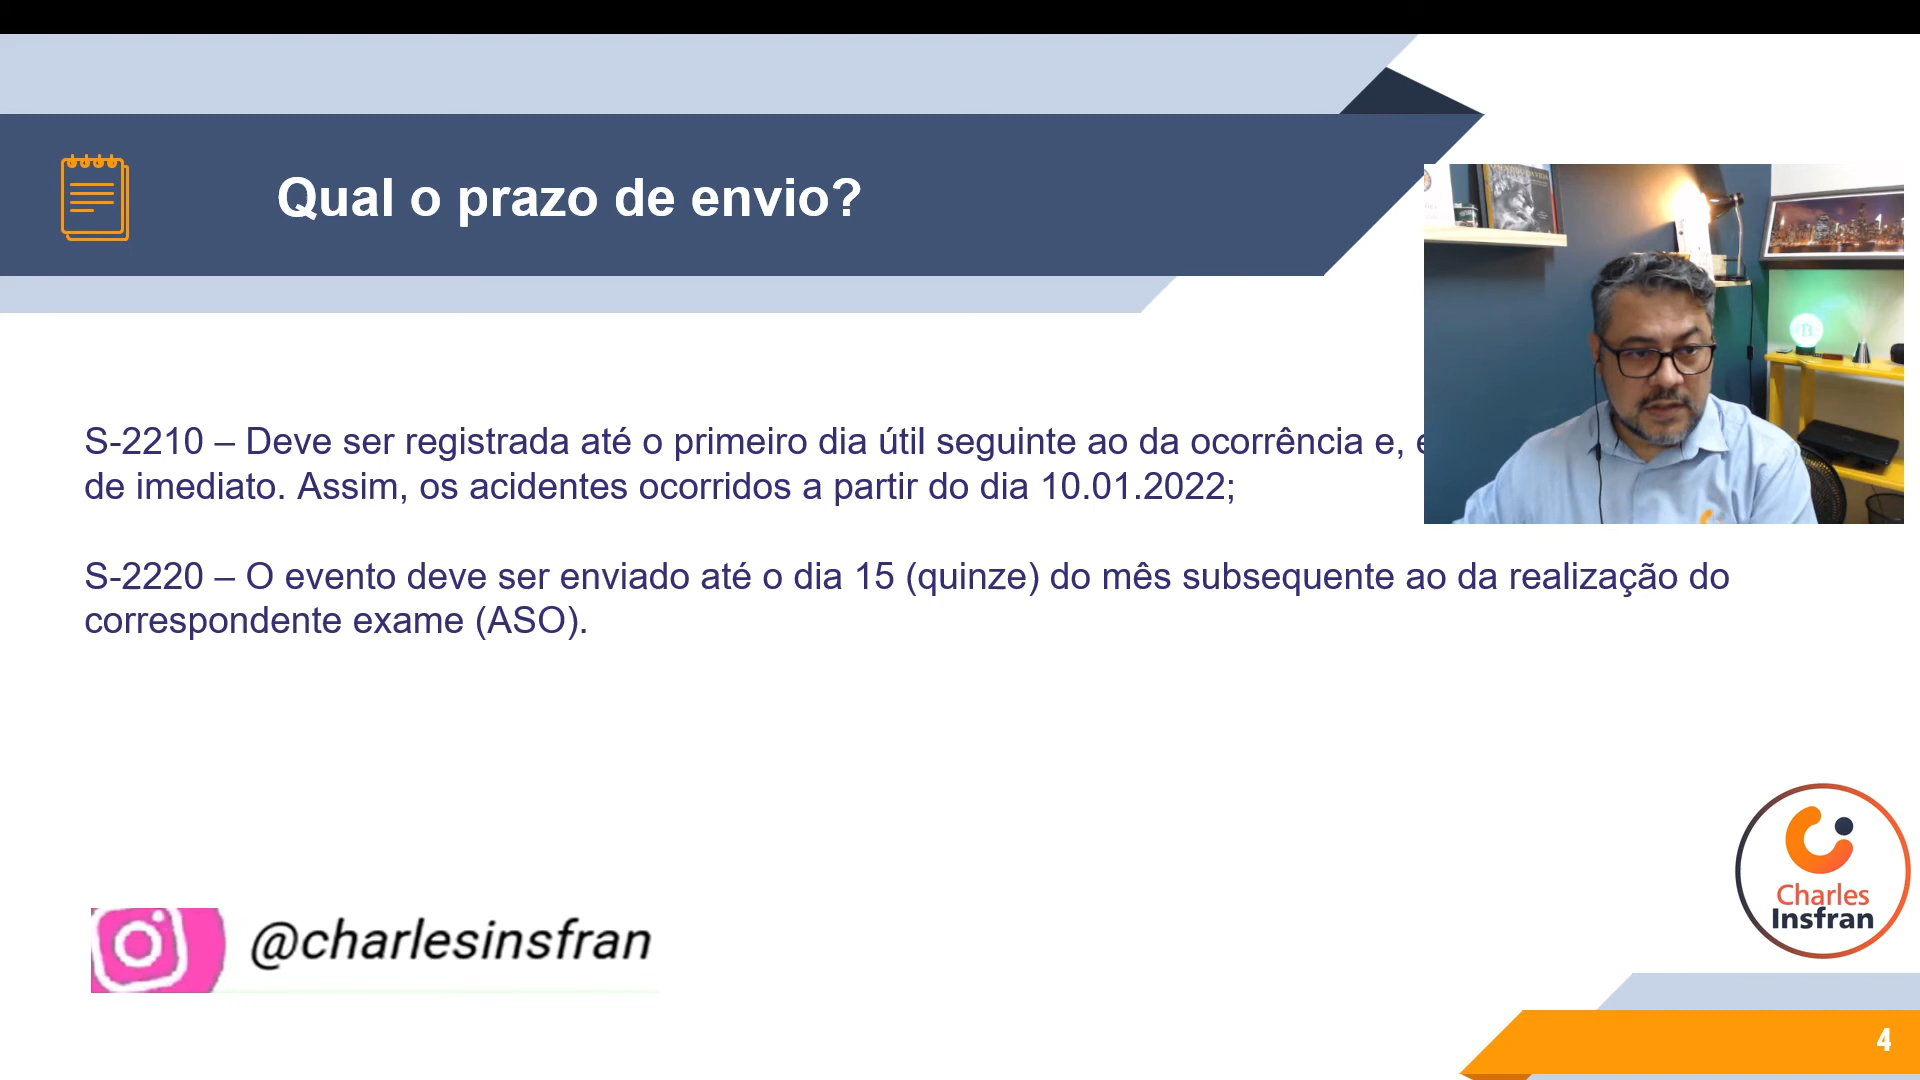 Qual o prazo de envio?
S-2210 – Deve ser registrada até o primeiro dia útil seguinte ao da ocorrência e,
de imediato. Assim, os acidentes ocorridos a partir do dia 10.01.2022;
S-2220 – O evento deve ser enviado até o dia 15 (quinze) do mês subsequente ao da realização do
correspondente exame (ASO).
@charlesinsfran
Charles
Insfran
4